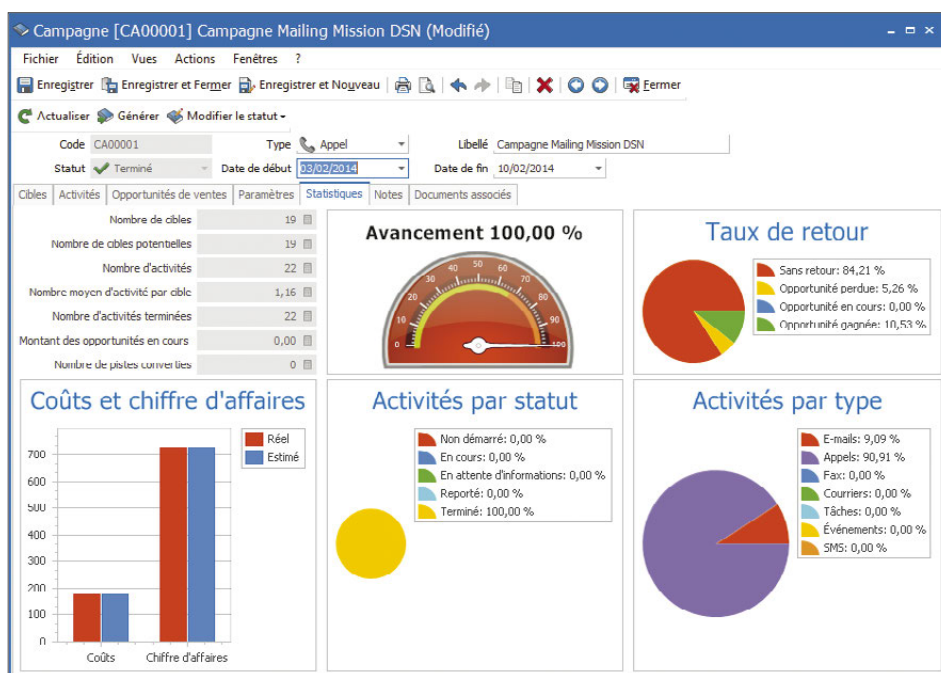 Campagne [CA00001] Campagne Mailing Mission DSN (Modifié)
Fichier Édition Vues Actions Fenêtres ?
Enregistrer Enregistrer et Fermer Enregistrer et Nouveau Fermer
Actualiser Générer Modifier le statut
Code CA00001 Type Appel Libellé Campagne Mailing Mission DSN
Statut Terminé Date de début 03/02/2014 Date de fin 10/02/2014
Cibles Activités Opportunités de ventes Paramètres Statistiques Notes Documents associés
Nombre de cibles 19
Nombre de cibles potentielles 19
Nombre d'activités 22
Nombre moyen d'activité par cible 1,16
Nombre d'activités terminées 22
Montant des opportunités en cours 0,00
Nombre de pistes converties 0
Avancement 100,00 %
0 10 20 30 40 50 60 70 80 90 100
Taux de retour
Sans retour: 84,21 %
Opportunité perdue: 5,26 %
Opportunité en cours: 0,00 %
Opportunité gagnée: 10,53 %
Coûts et chiffre d'affaires
Réel
Estimé
700
600
500
400
300
200
100
0
Coûts Chiffre d'affaires
Activités par statut
Non démarré: 0,00 %
En cours: 0,00 %
En attente d'informations: 0,00 %
Reporté: 0,00 %
Terminé: 100,00 %
Activités par type
E-mails: 9,09 %
Appels: 90,91 %
Fax: 0,00 %
Courriers: 0,00 %
Tâches: 0,00 %
Événements: 0,00 %
SMS: 0,00 %